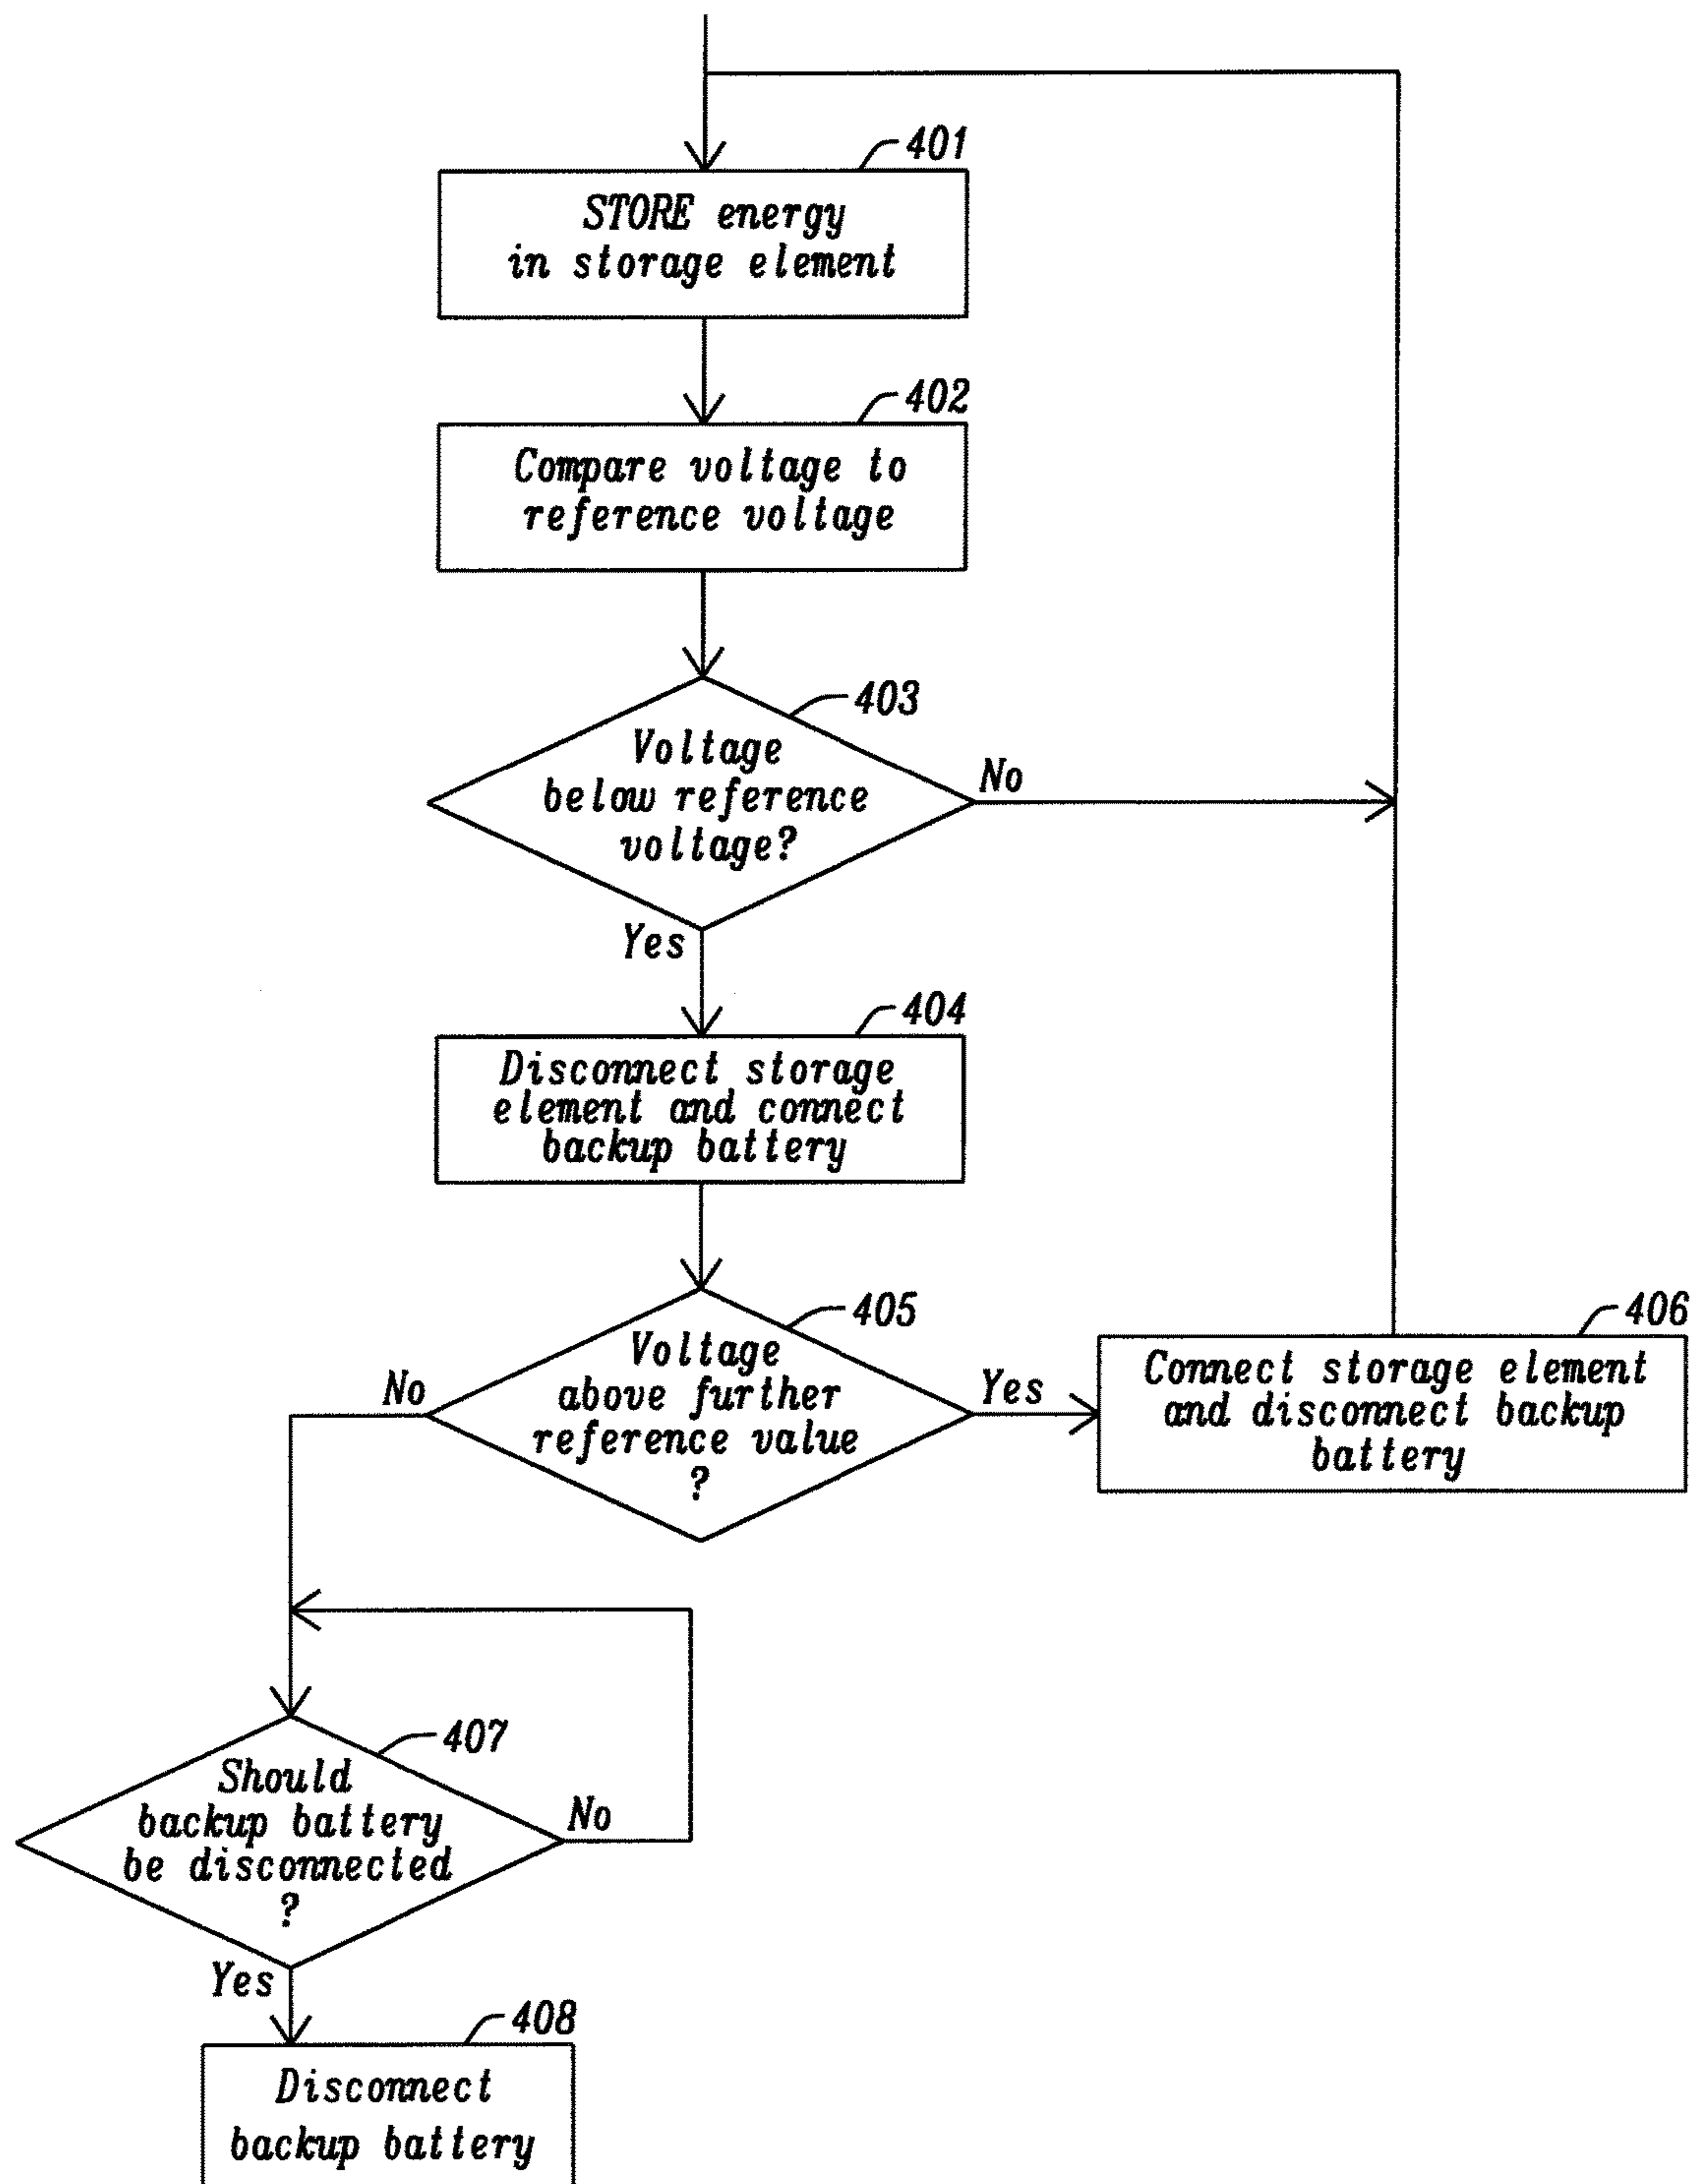 401
STORE energy
in storage element
402
Compare voltage to
reference voltage
403
Voltage
below reference
voltage?
No
Yes
404
Disconnect storage
element and connect
backup battery
405
Voltage
above further
reference value
?
No
Yes
406
Connect storage element
and disconnect backup
battery
407
Should
backup battery
be disconnected
?
No
Yes
408
Disconnect
backup battery